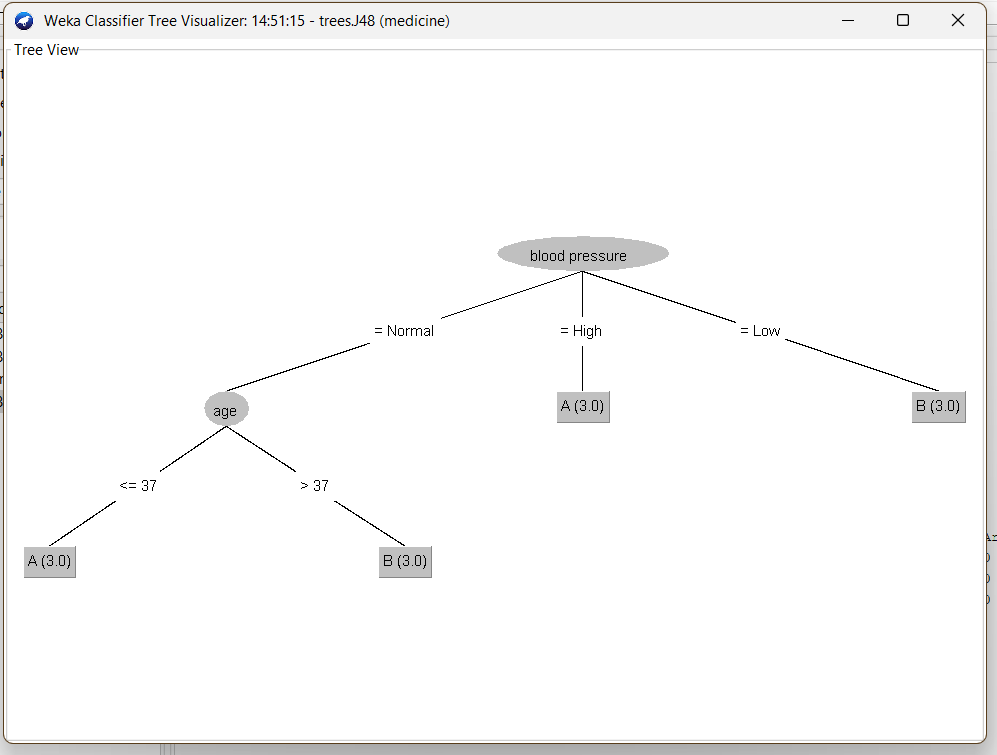 Weka Classifier Tree Visualizer: 14:51:15 - trees.J48 (medicine)
Tree View
blood pressure
= Normal
= High
= Low
age
A (3.0)
B (3.0)
<= 37
> 37
A (3.0)
B (3.0)